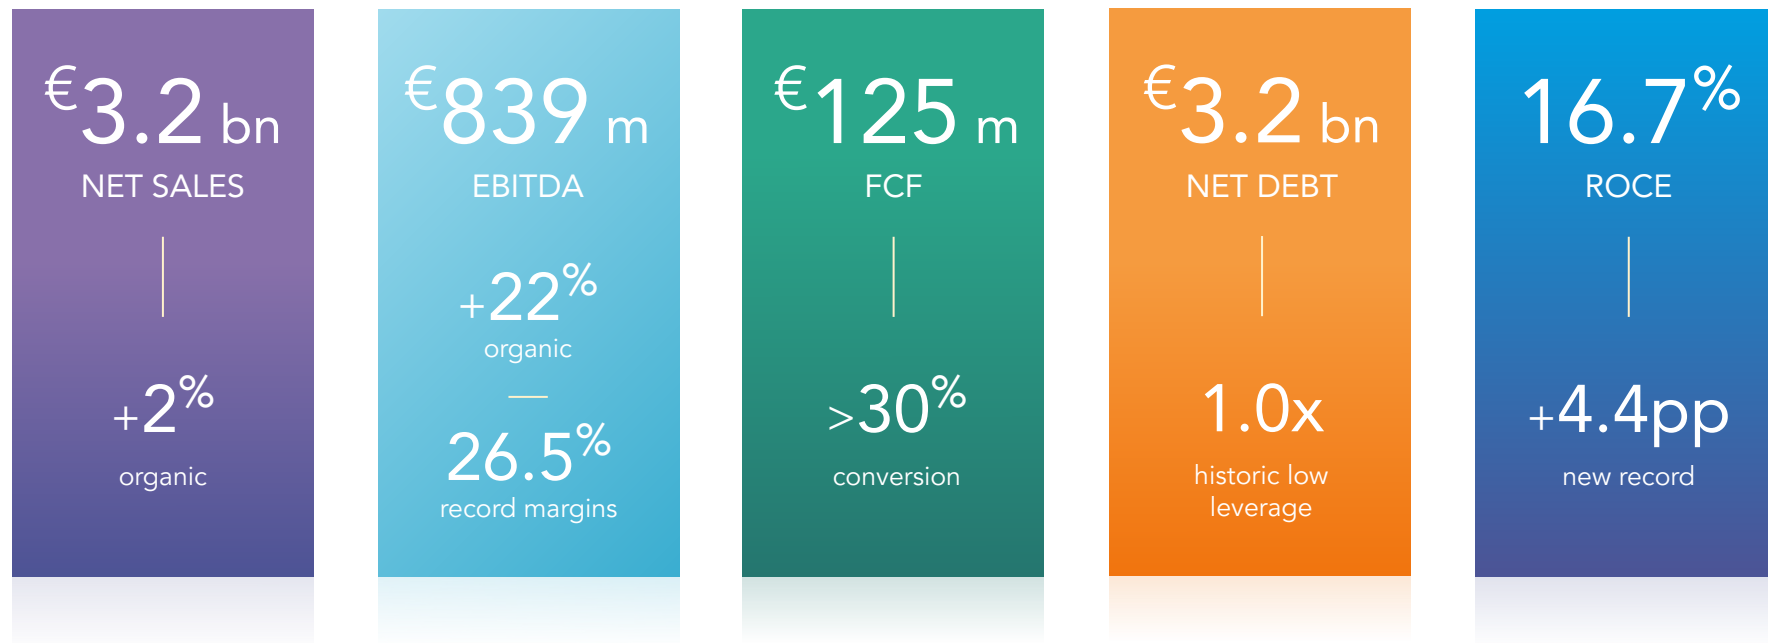 €3.2 bn
NET SALES
+2%
organic
€839 m
EBITDA
+22%
organic
26.5%
record margins
€125 m
FCF
>30%
conversion
€3.2 bn
NET DEBT
1.0x
historic low
leverage
16.7%
ROCE
+4.4pp
new record